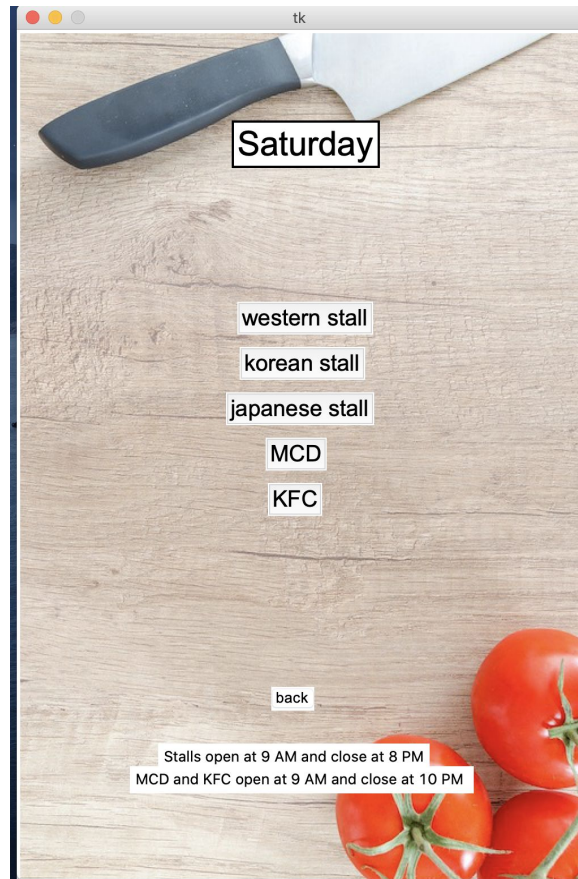 tk
Saturday
western stall
korean stall
japanese stall
MCD
KFC
back
Stalls open at 9 AM and close at 8 PM
MCD and KFC open at 9 AM and close at 10 PM